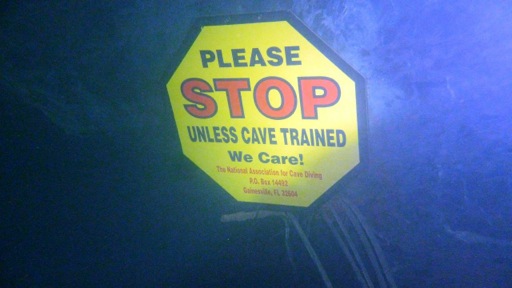 PLEASE
STOP
UNLESS CAVE TRAINED
We Care!
The National Association for Cave Diving
P.O. Box 14492
Gainesville, FL 32604